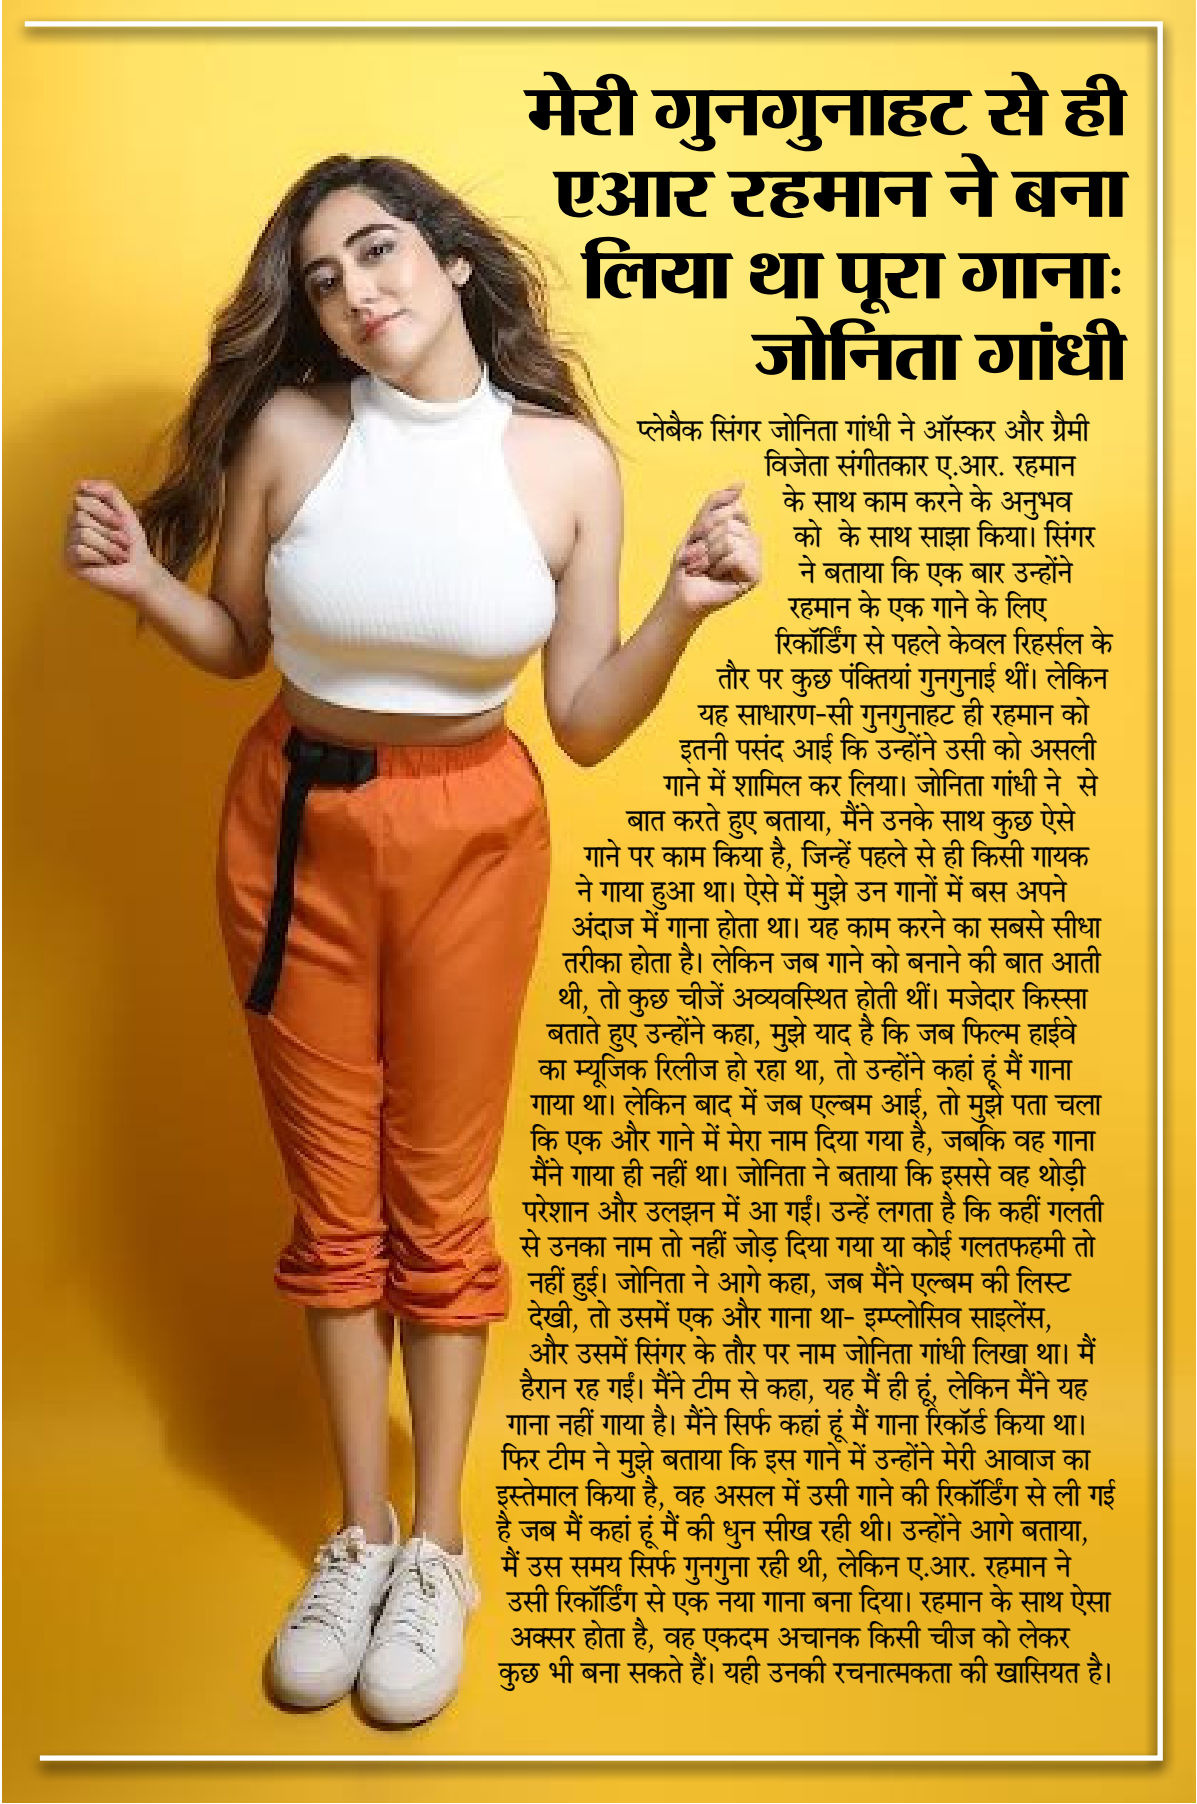 मेरी गुनगुनाहट से ही
एआर रहमान ने बना
लिया था पूरा गानाः
जोनिता गांधी
प्लेबैक सिंगर जोनिता गांधी ने ऑस्कर और ग्रैमी
विजेता संगीतकार ए.आर. रहमान
के साथ काम करने के अनुभव
को के साथ साझा किया। सिंगर
ने बताया कि एक बार उन्होंने
रहमान के एक गाने के लिए
रिकॉर्डिंग से पहले केवल रिहर्सल के
तौर पर कुछ पंक्तियां गुनगुनाई थीं। लेकिन
यह साधारण-सी गुनगुनाहट ही रहमान को
इतनी पसंद आई कि उन्होंने उसी को असली
गाने में शामिल कर लिया। जोनिता गांधी ने से
बात करते हुए बताया, मैंने उनके साथ कुछ ऐसे
गाने पर काम किया है, जिन्हें पहले से ही किसी गायक
ने गाया हुआ था। ऐसे में मुझे उन गानों में बस अपने
अंदाज में गाना होता था। यह काम करने का सबसे सीधा
तरीका होता है। लेकिन जब गाने को बनाने की बात आती
थी, तो कुछ चीजें अव्यवस्थित होती थीं। मजेदार किस्सा
बताते हुए उन्होंने कहा, मुझे याद है कि जब फिल्म हाईवे
का म्यूजिक रिलीज हो रहा था, तो उन्होंने कहां हूं मैं गाना
गाया था। लेकिन बाद में जब एल्बम आई, तो मुझे पता चला
कि एक और गाने में मेरा नाम दिया गया है, जबकि वह गाना
मैंने गाया ही नहीं था। जोनिता ने बताया कि इससे वह थोड़ी
परेशान और उलझन में आ गईं। उन्हें लगता है कि कहीं गलती
से उनका नाम तो नहीं जोड़ दिया गया या कोई गलतफहमी तो
नहीं हुई। जोनिता ने आगे कहा, जब मैंने एल्बम की लिस्ट
देखी, तो उसमें एक और गाना था- इम्प्लोसिव साइलेंस,
और उसमें सिंगर के तौर पर नाम जोनिता गांधी लिखा था। मैं
हैरान रह गई। मैंने टीम से कहा, यह मैं ही हूं, लेकिन मैंने यह
गाना नहीं गाया है। मैंने सिर्फ कहां हूं मैं गाना रिकॉर्ड किया था।
फिर टीम ने मुझे बताया कि इस गाने में उन्होंने मेरी आवाज का
इस्तेमाल किया है, वह असल में उसी गाने की रिकॉर्डिंग से ली गई
है जब मैं कहां हूं मैं की धुन सीख रही थी। उन्होंने आगे बताया,
मैं उस समय सिर्फ गुनगुना रही थी, लेकिन ए.आर. रहमान ने
उसी रिकॉर्डिंग से एक नया गाना बना दिया। रहमान के साथ ऐसा
अक्सर होता है, वह एकदम अचानक किसी चीज को लेकर
कुछ भी बना सकते हैं। यही उनकी रचनात्मकता की खासियत है।